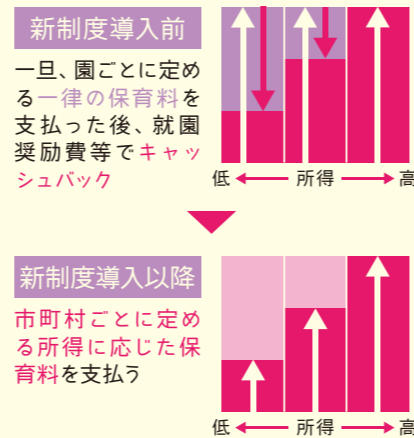 新制度導入前
一旦、園ごとに定め
る一律の保育料を
支払った後、就園
奨励費等でキャッ
シュバック
低 所得 高
新制度導入以降
市町村ごとに定め
る所得に応じた保
育料を支払う
低 所得 高